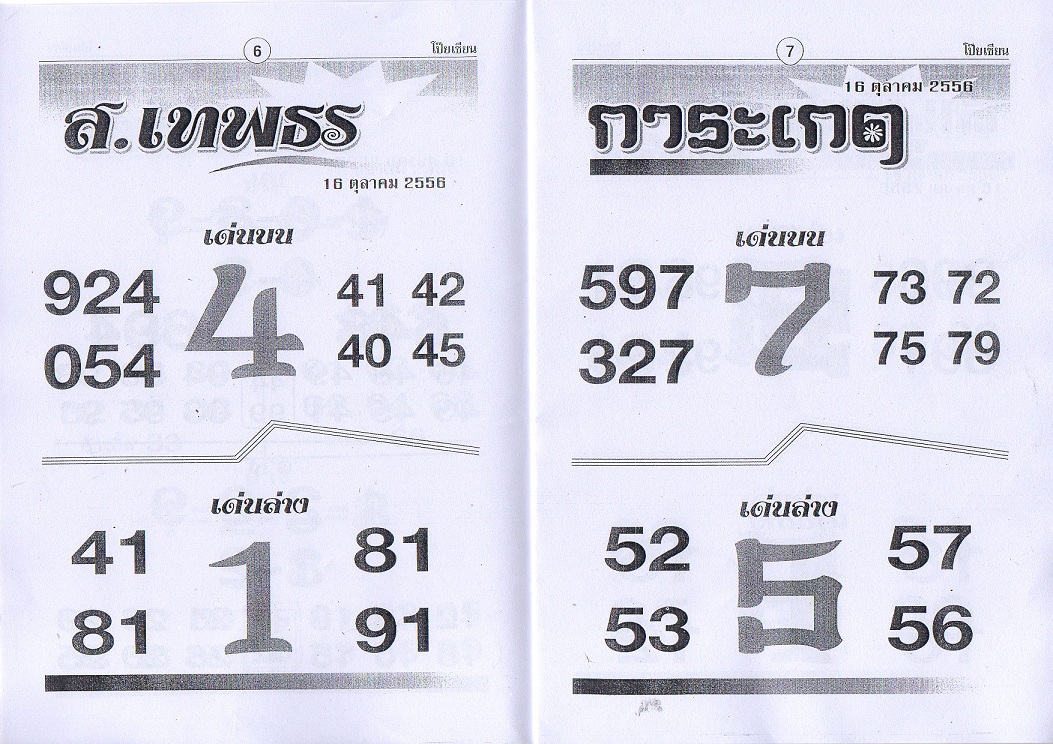 6
โป๊ยเซียน
ส.เทพธร
16 ตุลาคม 2556
เด่นบน
924 4 41 42
054 40 45
เด่นล่าง
41 1 81
81 91
7
โป๊ยเซียน
16 ตุลาคม 2556
การะเกด
เด่นบน
597 7 73 72
327 75 79
เด่นล่าง
52 5 57
53 56